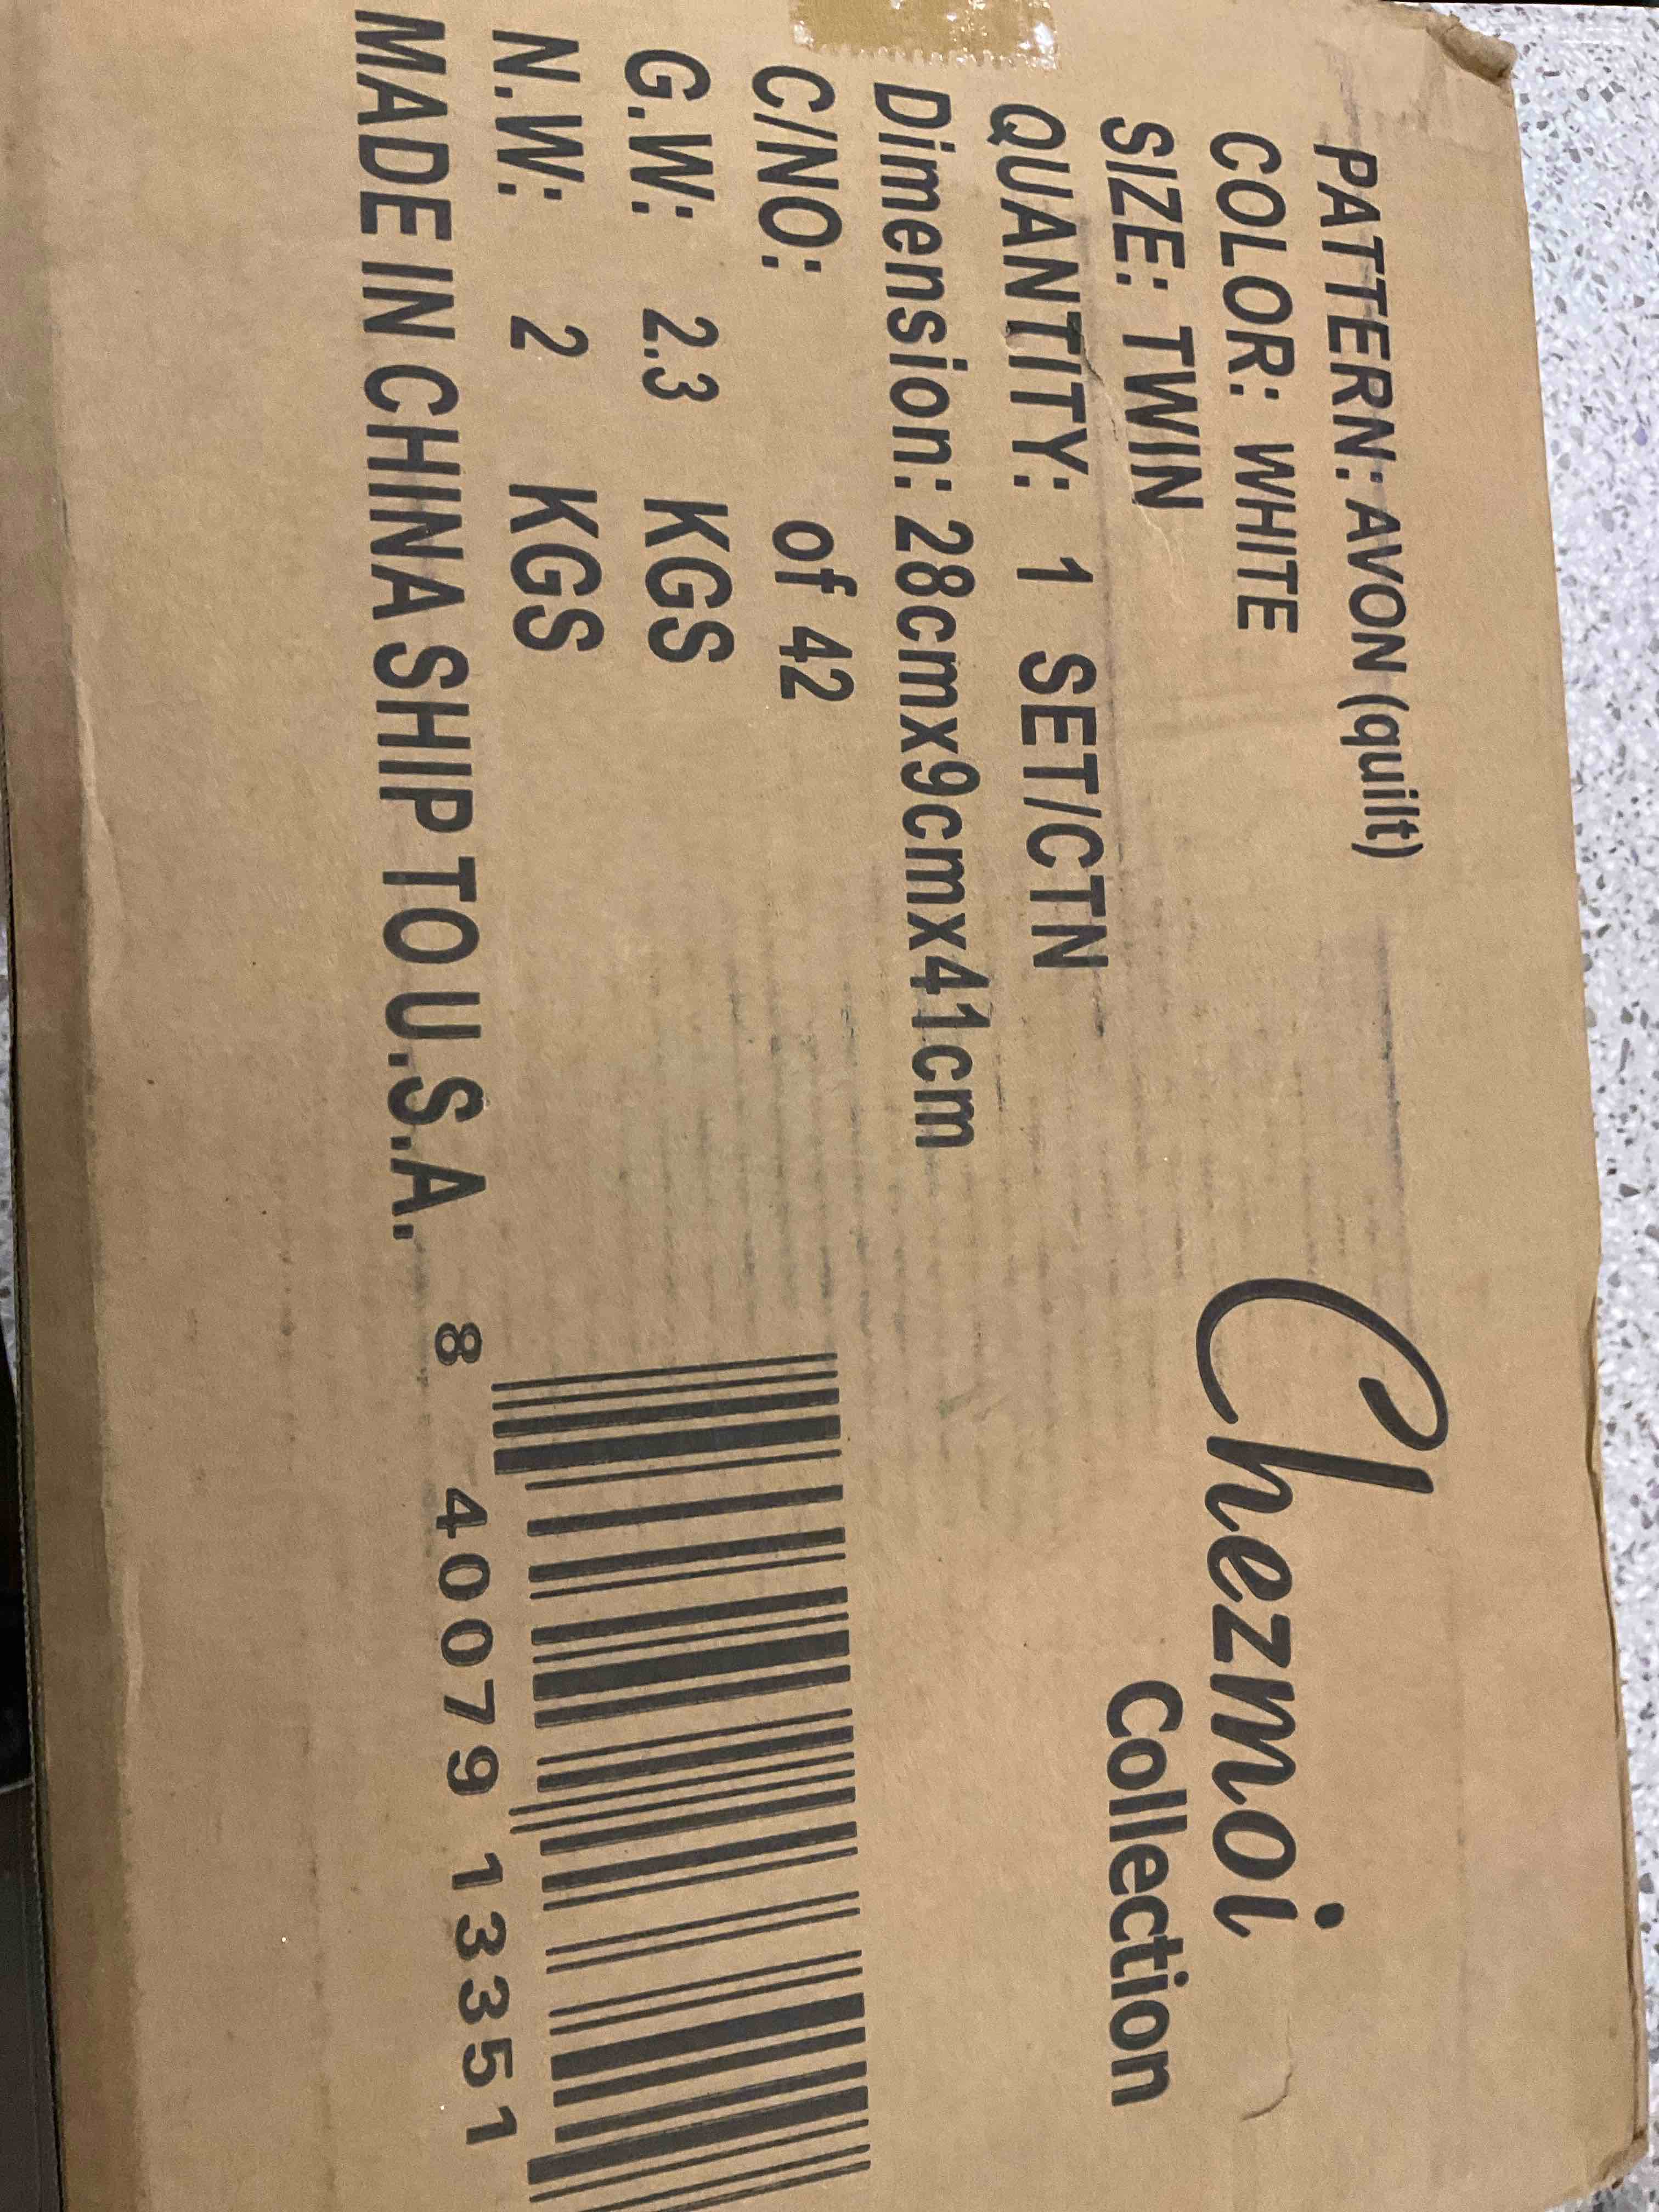 PATTERN: AVON (quilt)
COLOR: WHITE
SIZE: TWIN
QUANTITY: 1 SET/CTN
Dimension: 28cmx9cmx41cm
C/NO: of 42
G.W: 2.3 KGS
N.W: 2 KGS
MADE IN CHINA SHIP TO U.S.A.
Chezmoi
Collection
8 40079 13351